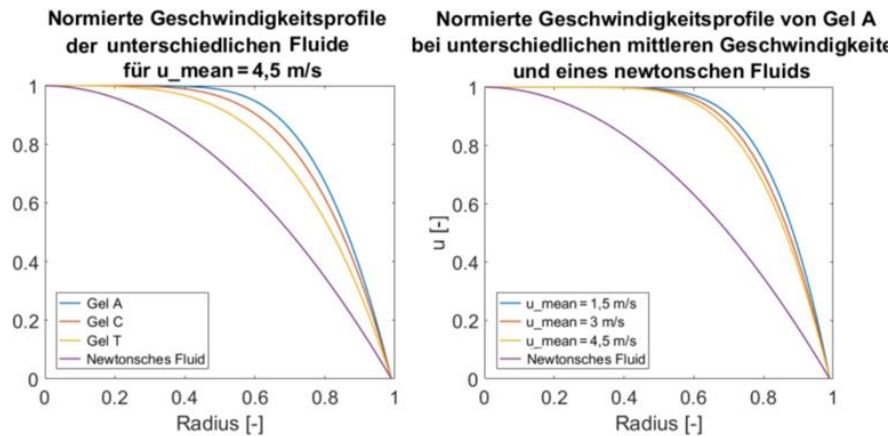 Normierte Geschwindigkeitsprofile
der unterschiedlichen Fluide
für u_mean = 4,5 m/s
1
0.8
0.6
0.4
0.2
0
Gel A
Gel C
Gel T
Newtonsches Fluid
0
0.2
0.4
0.6
0.8
1
Radius [-]
Normierte Geschwindigkeitsprofile von Gel A
bei unterschiedlichen mittleren Geschwindigkeite
und eines newtonschen Fluids
1
0.8
0.6
0.4
0.2
0
u [-]
u_mean = 1,5 m/s
u_mean = 3 m/s
u_mean = 4,5 m/s
Newtonsches Fluid
0
0.2
0.4
0.6
0.8
1
Radius [-]